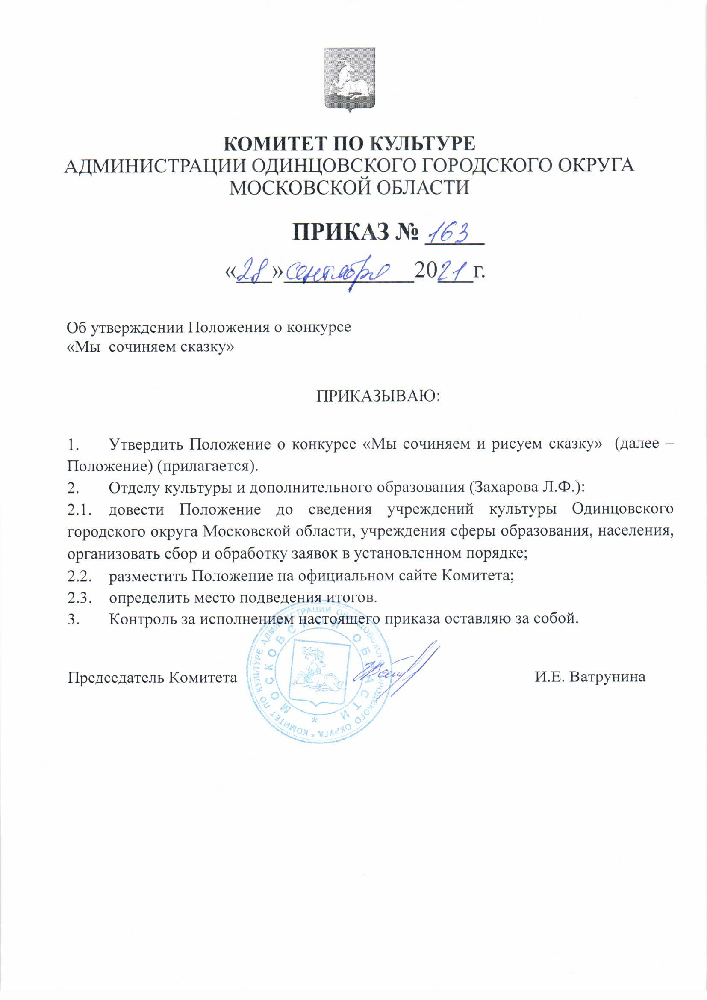 КОМИТЕТ ПО КУЛЬТУРЕ
АДМИНИСТРАЦИИ ОДИНЦОВСКОГО ГОРОДСКОГО ОКРУГА
МОСКОВСКОЙ ОБЛАСТИ
ПРИКАЗ № 163
«28» сентября 2021 г.
Об утверждении Положения о конкурсе
«Мы сочиняем сказку»
ПРИКАЗЫВАЮ:
1. Утвердить Положение о конкурсе «Мы сочиняем и рисуем сказку» (далее –
Положение) (прилагается).
2. Отделу культуры и дополнительного образования (Захарова Л.Ф.):
2.1. довести Положение до сведения учреждений культуры Одинцовского
городского округа Московской области, учреждения сферы образования, населения,
организовать сбор и обработку заявок в установленном порядке;
2.2. разместить Положение на официальном сайте Комитета;
2.3. определить место подведения итогов.
3. Контроль за исполнением настоящего приказа оставляю за собой.
Председатель Комитета И.Е. Ватрунина
КОМИТЕТ ПО КУЛЬТУРЕ АДМИНИСТРАЦИИ ОДИНЦОВСКОГО ГОРОДСКОГО ОКРУГА *
МОСКОВСКОЙ ОБЛАСТИ *